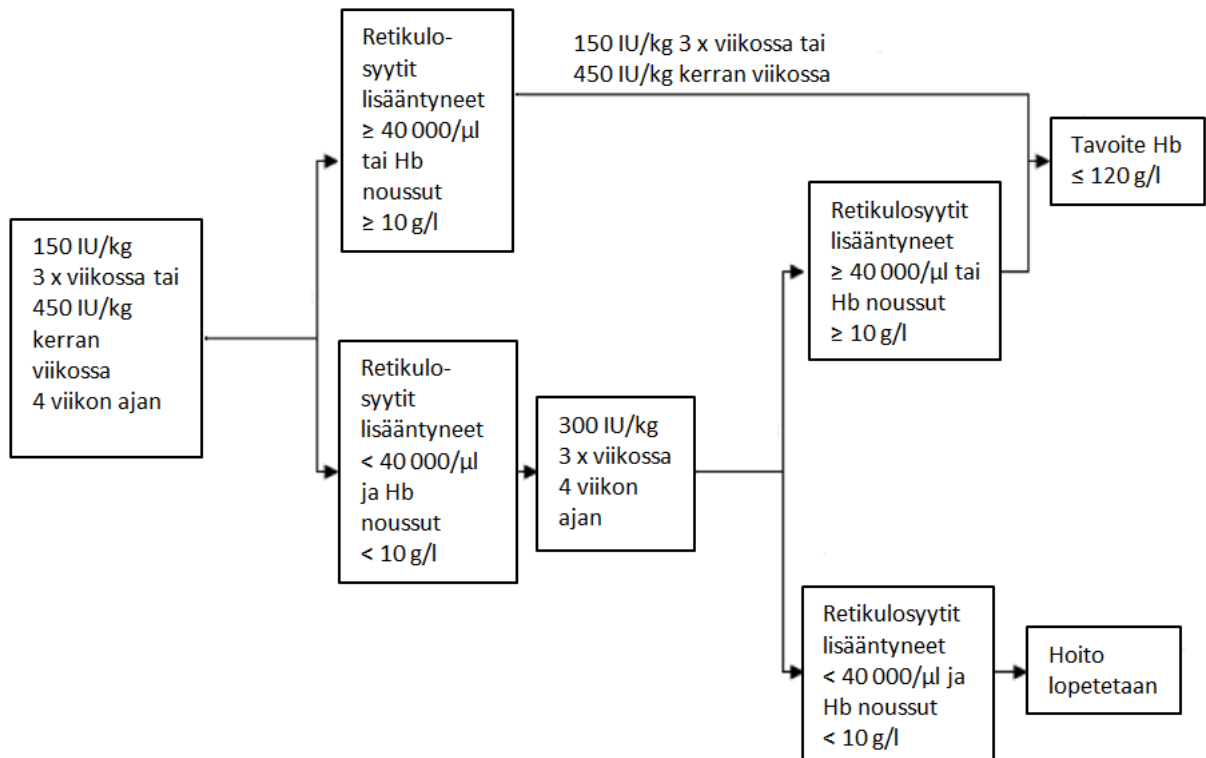 150 IU/kg
3 x viikossa tai
450 IU/kg
kerran
viikossa
4 viikon ajan
Retikulo-
syytit
lisääntyneet
≥ 40 000/µl
tai Hb
noussut
≥ 10 g/l
150 IU/kg 3 x viikossa tai
450 IU/kg kerran viikossa
Retikulo-
syytit
lisääntyneet
< 40 000/µl
ja Hb
noussut
< 10 g/l
300 IU/kg
3 x viikossa
4 viikon
ajan
Retikulosyytit
lisääntyneet
≥ 40 000/µl tai
Hb noussut
≥ 10 g/l
Tavoite Hb
≤ 120 g/l
Retikulosyytit
lisääntyneet
< 40 000/µl ja
Hb noussut
< 10 g/l
Hoito
lopetetaan